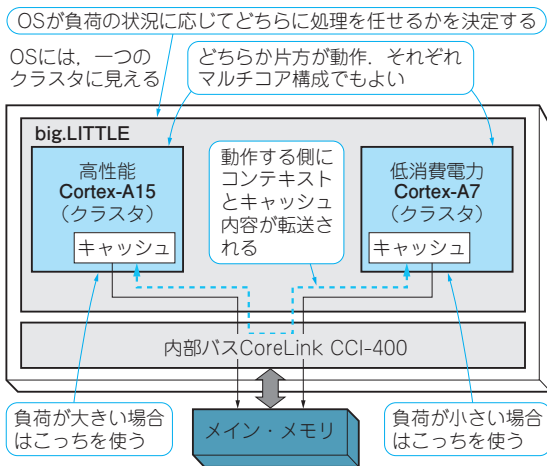 OSが負荷の状況に応じてどちらに処理を任せるかを決定する
OSには，一つの
クラスタに見える
どちらか片方が動作．それぞれ
マルチコア構成でもよい
big.LITTLE
高性能
Cortex-A15
（クラスタ）
キャッシュ
動作する側に
コンテキスト
とキャッシュ
内容が転送さ
れる
低消費電力
Cortex-A7
（クラスタ）
キャッシュ
内部バスCoreLink CCI-400
負荷が大きい場合
はこっちを使う
メイン・メモリ
負荷が小さい場合
はこっちを使う